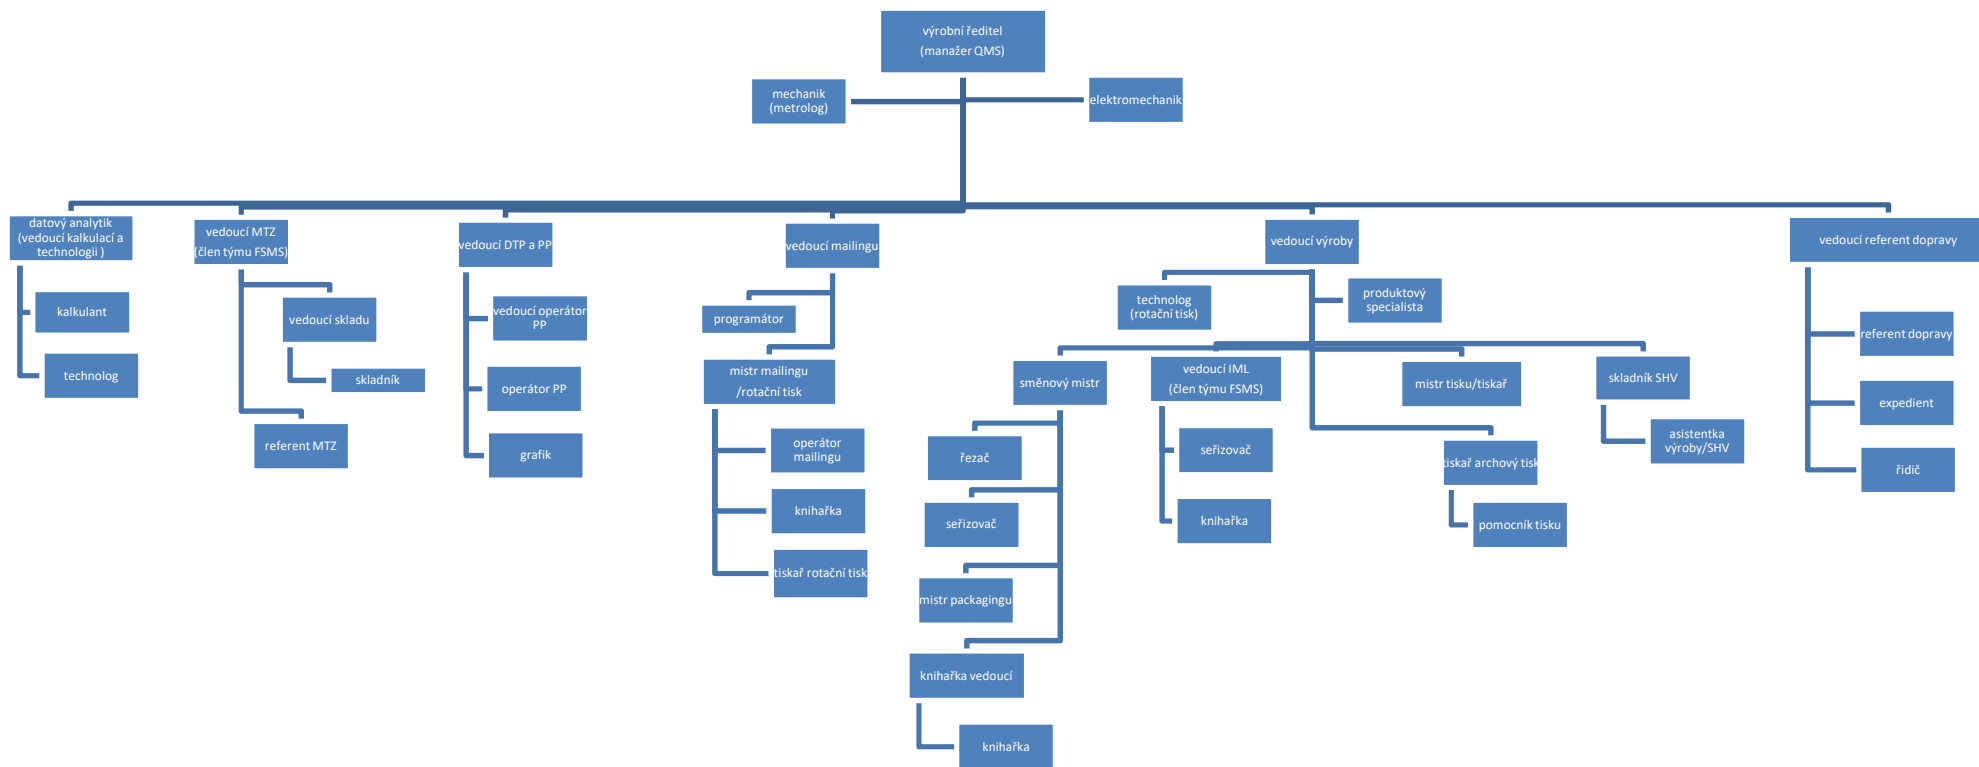 výrobní ředitel
(manažer QMS)
mechanik
(metrolog)
elektromechanik
datový analytik
(vedoucí kalkulací a
technologii )
kalkulant
technolog
vedoucí MTZ
(člen týmu FSMS)
vedoucí skladu
skladník
referent MTZ
vedoucí DTP a PP
vedoucí operátor
PP
operátor PP
grafik
vedoucí mailingu
programátor
mistr mailingu
/rotační tisk
operátor
mailingu
knihařka
tiskař rotační tisk
vedoucí výroby
technolog
(rotační tisk)
produktový
specialista
směnový mistr
řezač
seřizovač
mistr packagingu
knihařka vedoucí
knihařka
vedoucí IML
(člen týmu FSMS)
seřizovač
knihařka
mistr tisku/tiskař
tiskař archový tisk
pomocník tisku
skladník SHV
asistentka
výroby/SHV
vedoucí referent dopravy
referent dopravy
expedient
řidič